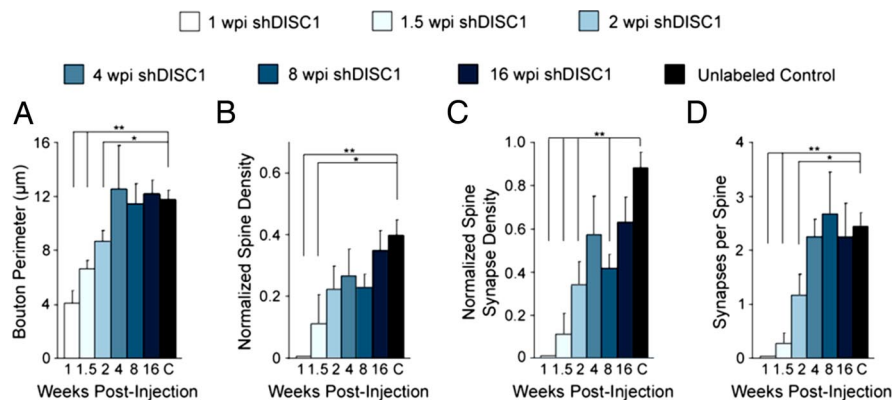 1 wpi shDISC1 1.5 wpi shDISC1 2 wpi shDISC1
4 wpi shDISC1 8 wpi shDISC1 16 wpi shDISC1 Unlabeled Control
A
Bouton Perimeter (μm)
16
12
8
4
0
**
*
1 1.5 2 4 8 16 C
Weeks Post-Injection
B
Normalized Spine Density
0.6
0.4
0.2
0
**
*
1 1.5 2 4 8 16 C
Weeks Post-Injection
C
Normalized Spine
Synapse Density
1.0
0.8
0.6
0.4
0.2
0
**
1 1.5 2 4 8 16 C
Weeks Post-Injection
D
Synapses per Spine
4
3
2
1
0
**
*
1 1.5 2 4 8 16 C
Weeks Post-Injection